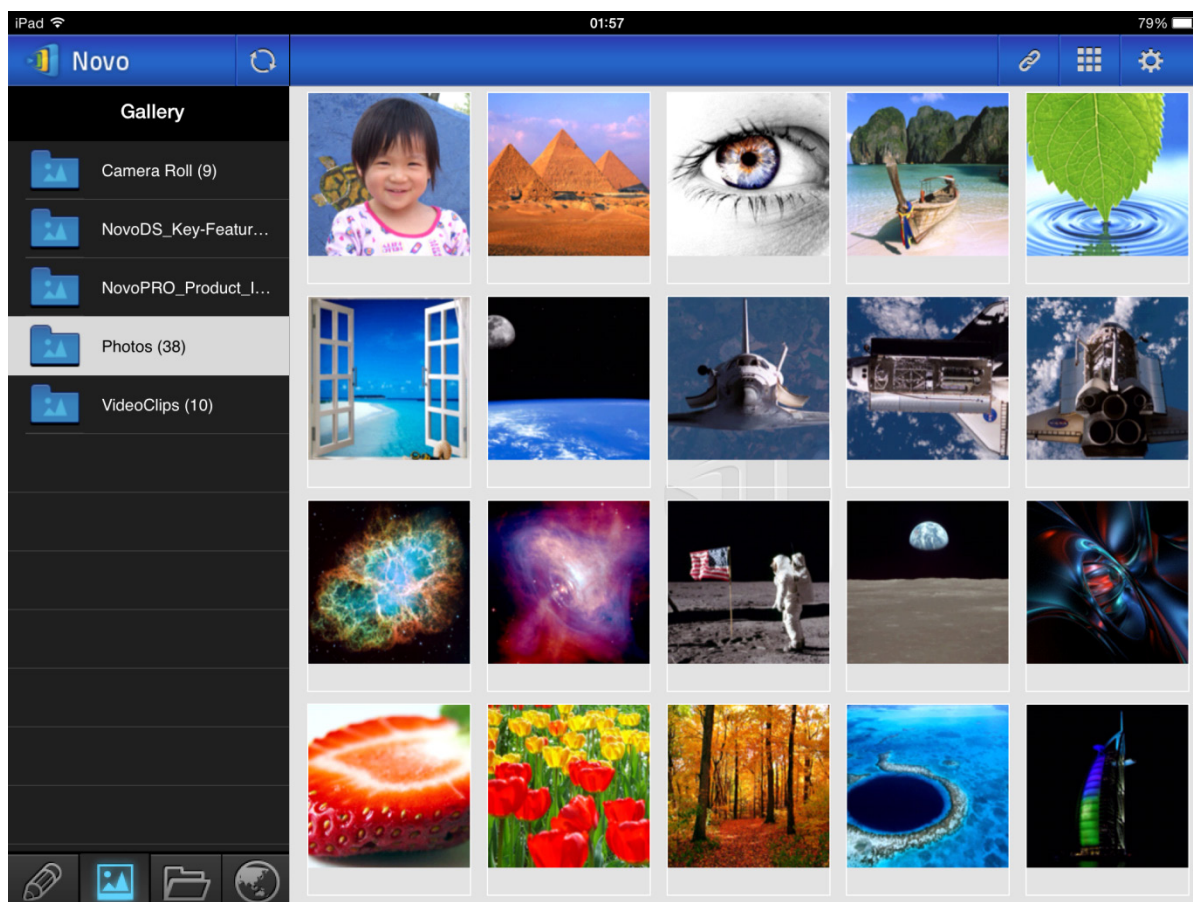 iPad 01:57 79%
Novo
Gallery
Camera Roll (9)
NovoDS_Key-Featur...
NovoPRO_Product_I...
Photos (38)
VideoClips (10)